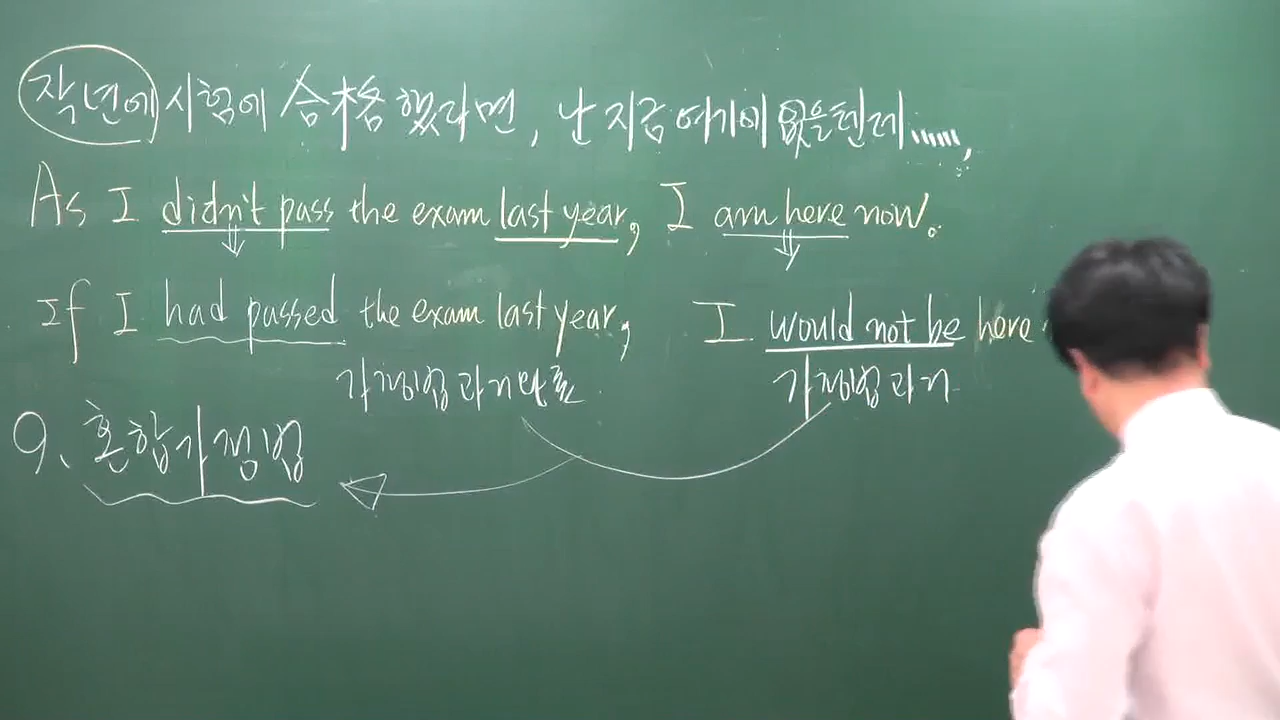 작년에 시험에 合格했다면, 난 지금 여기에 없을텐데......,
As I didn't pass the exam last year, I am here now.
If I had passed the exam last year, I would not be here
가정법과거완료 가정법과거
9. 혼합가정법